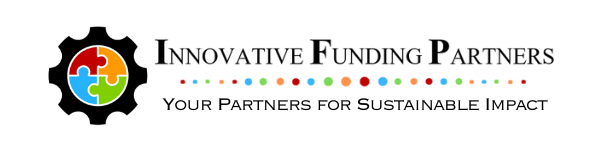 INNOVATIVE FUNDING PARTNERS
YOUR PARTNERS FOR SUSTAINABLE IMPACT